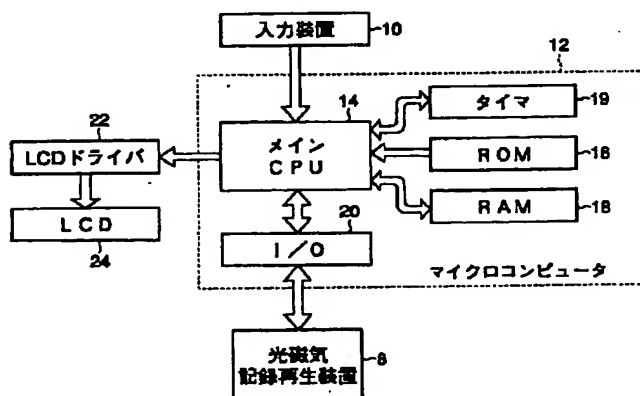 入力装置
10
12
14
メイン
CPU
タイマ
19
22
LCDドライバ
ROM
16
LCD
24
RAM
18
20
I/O
マイクロコンピュータ
光磁気
記録再生装置
8